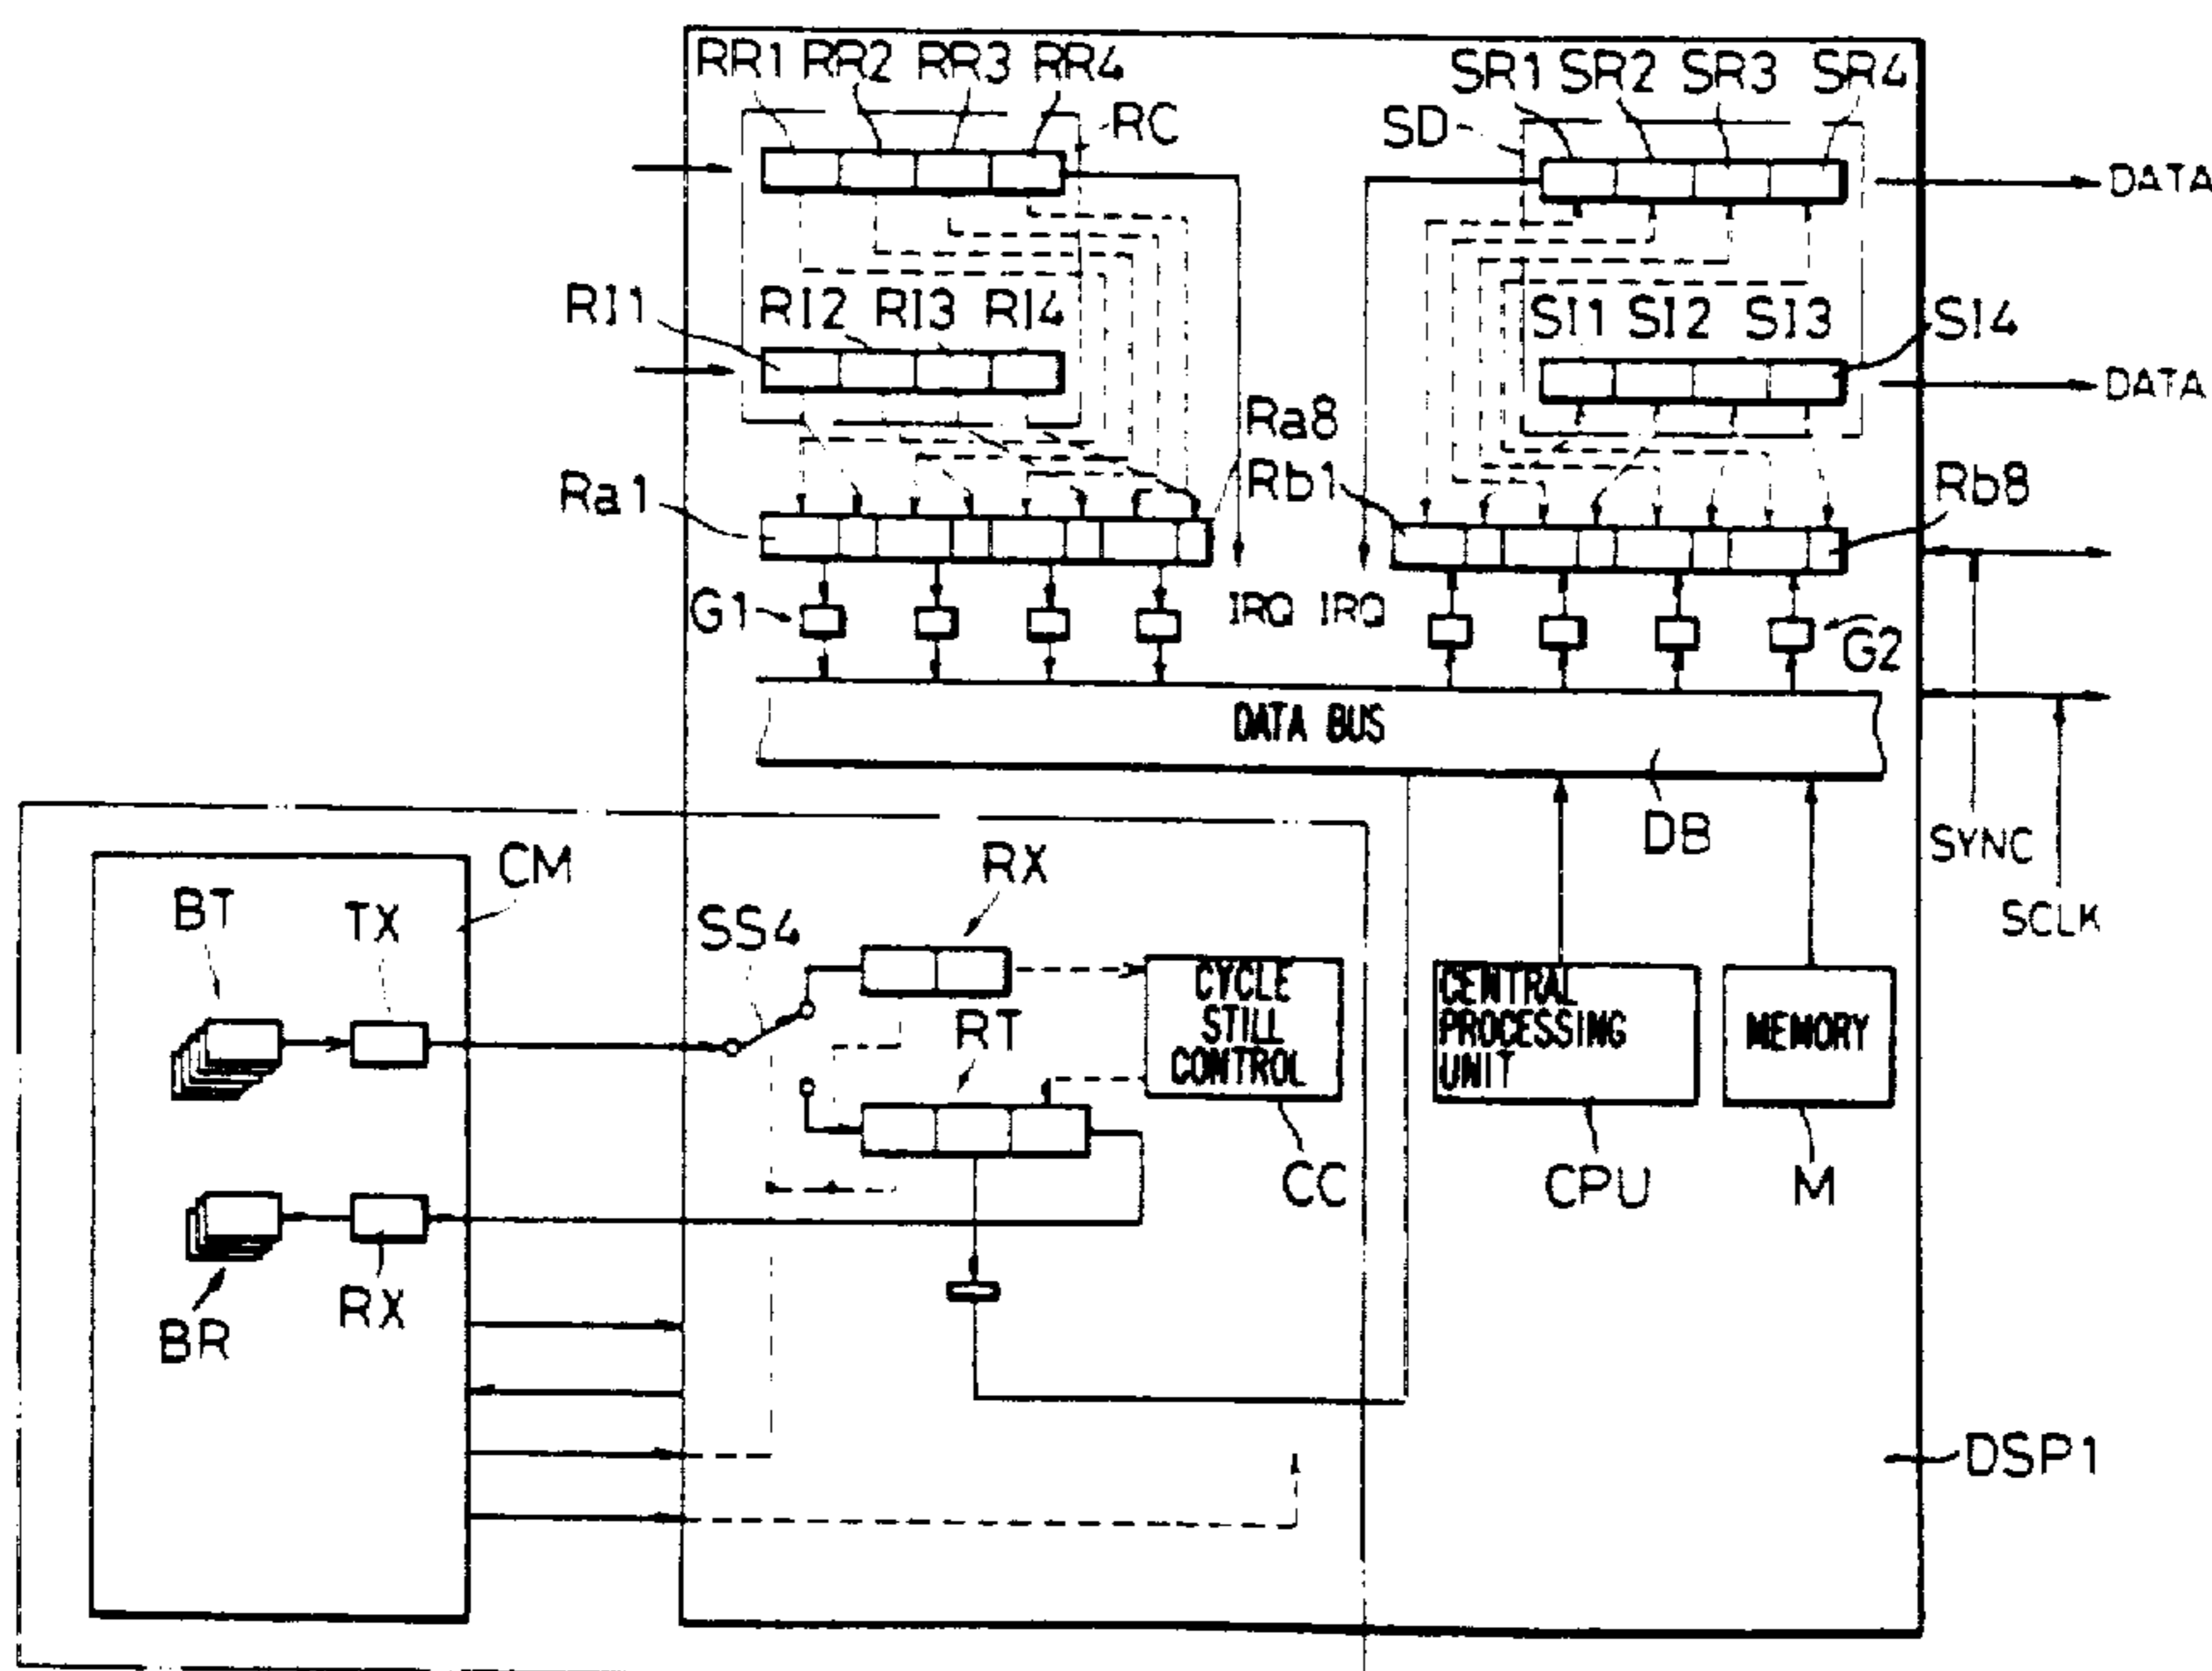 RR1 RR2 RR3 RR4
SR1 SR2 SR3 SR4
RC
SD
DATA
RI1
RI2 RI3 RI4
SI1 SI2 SI3
SI4
DATA
Ra8
Ra1
Rb1
Rb8
G1
IRQ IRQ
G2
DATA BUS
DB
SYNC
SCLK
CM
BT
TX
SS4
RX
RT
CYCLE
STILL
CONTROL
CENTRAL
PROCESSING
UNIT
MEMORY
CC
CPU
M
BR
RX
DSP1